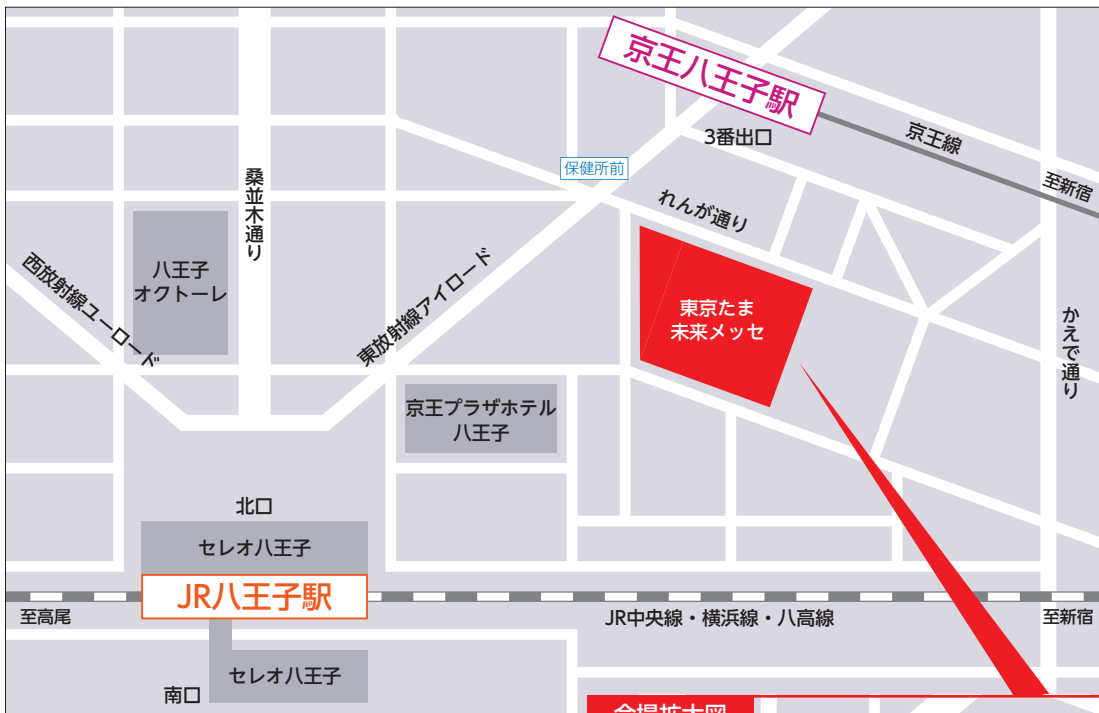 京王八王子駅
3番出口
京王線
至新宿
保健所前
れんが通り
桑並木通り
八王子
オクトーレ
西放射線ユーロード
東放射線アイロード
東京たま
未来メッセ
かえで通り
京王プラザホテル
八王子
北口
セレオ八王子
JR八王子駅
至高尾
JR中央線・横浜線・八高線
至新宿
セレオ八王子
南口
会場拡大図